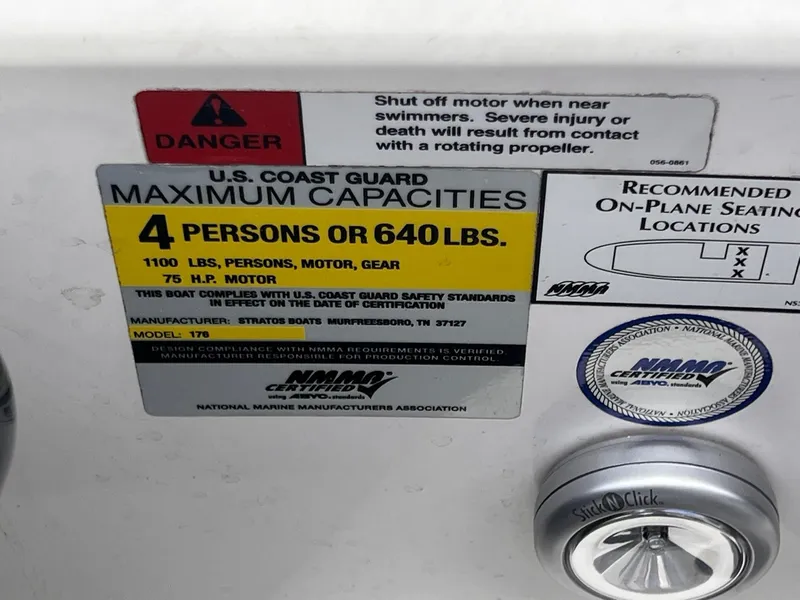 DANGER
Shut off motor when near
swimmers. Severe injury or
death will result from contact
with a rotating propeller.
056-0861
U.S. COAST GUARD
MAXIMUM CAPACITIES
4 PERSONS OR 640 LBS.
1100 LBS, PERSONS, MOTOR, GEAR
75 H.P. MOTOR
THIS BOAT COMPLIES WITH U.S. COAST GUARD SAFETY STANDARDS
IN EFFECT ON THE DATE OF CERTIFICATION
MANUFACTURER: STRATOS BOATS MURFREESBORO, TN 37127
MODEL: 176
DESIGN COMPLIANCE WITH NMMA REQUIREMENTS IS VERIFIED.
MANUFACTURER RESPONSIBLE FOR PRODUCTION CONTROL.
NMMA
CERTIFIED
using ABYC. standards
NATIONAL MARINE MANUFACTURERS ASSOCIATION
RECOMMENDED
ON-PLANE SEATING
LOCATIONS
X
X
X
NMMA
NATIONAL MARINE MANUFACTURERS ASSOCIATION
NMMA
CERTIFIED
using ABYC. standards
NATIONAL MARINE MANUFACTURERS ASSOCIATION
Stick N Click